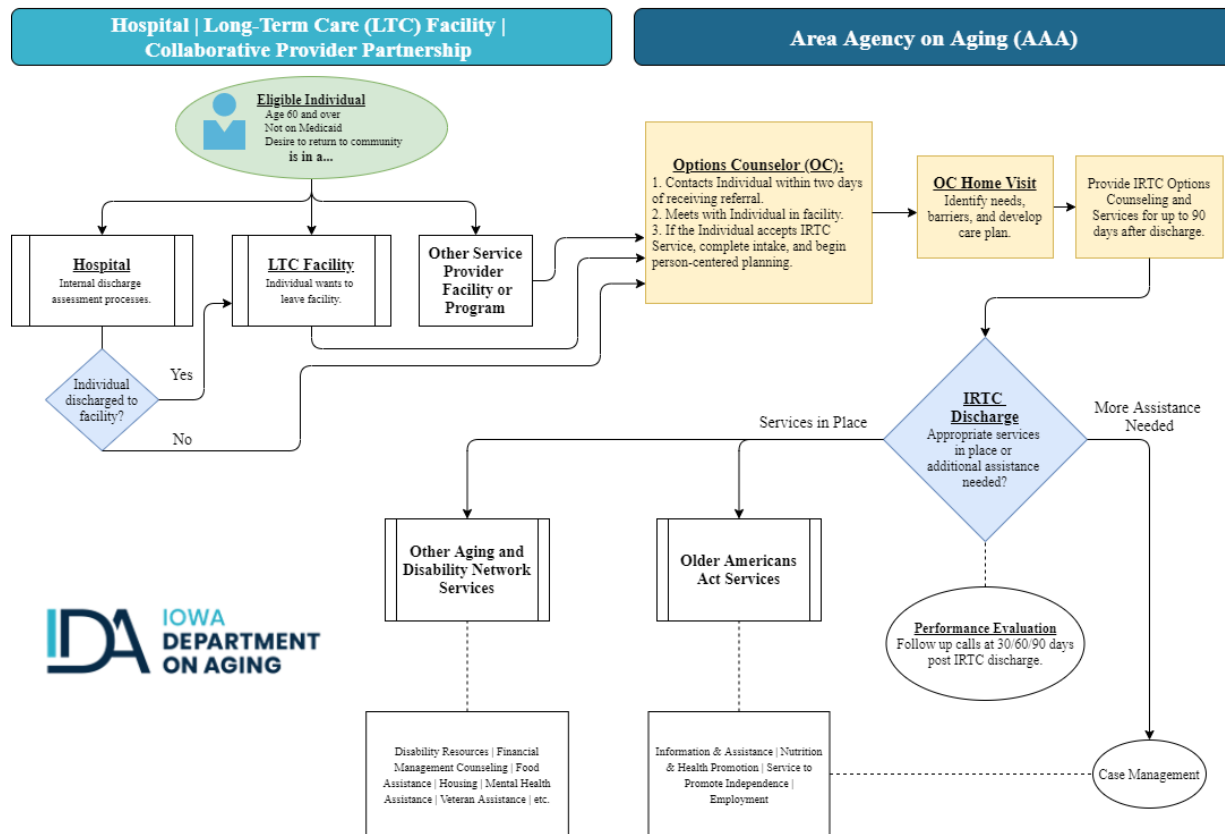 Hospital | Long-Term Care (LTC) Facility |
Collaborative Provider Partnership
Area Agency on Aging (AAA)
Eligible Individual
Age 60 and over
Not on Medicaid
Desire to return to community
is in a...
Hospital
Internal discharge
assessment processes.
LTC Facility
Individual wants to
leave facility.
Other Service
Provider
Facility or
Program
Options Counselor (OC):
1. Contacts Individual within two days
of receiving referral.
2. Meets with Individual in facility.
3. If the Individual accepts IRTC
Service, complete intake, and begin
person-centered planning.
OC Home Visit
Identify needs,
barriers, and develop
care plan.
Provide IRTC Options
Counseling and
Services for up to 90
days after discharge.
Individual
discharged to
facility?
Yes
No
IRTC
Discharge
Appropriate services
in place or
additional assistance
needed?
Services in Place
More Assistance
Needed
Other Aging and
Disability Network
Services
Older Americans
Act Services
Performance Evaluation
Follow up calls at 30/60/90 days
post IRTC discharge.
IDA
IOWA
DEPARTMENT
ON AGING
Disability Resources | Financial
Management Counseling | Food
Assistance | Housing | Mental Health
Assistance | Veteran Assistance | etc.
Information & Assistance | Nutrition
& Health Promotion | Service to
Promote Independence |
Employment
Case Management